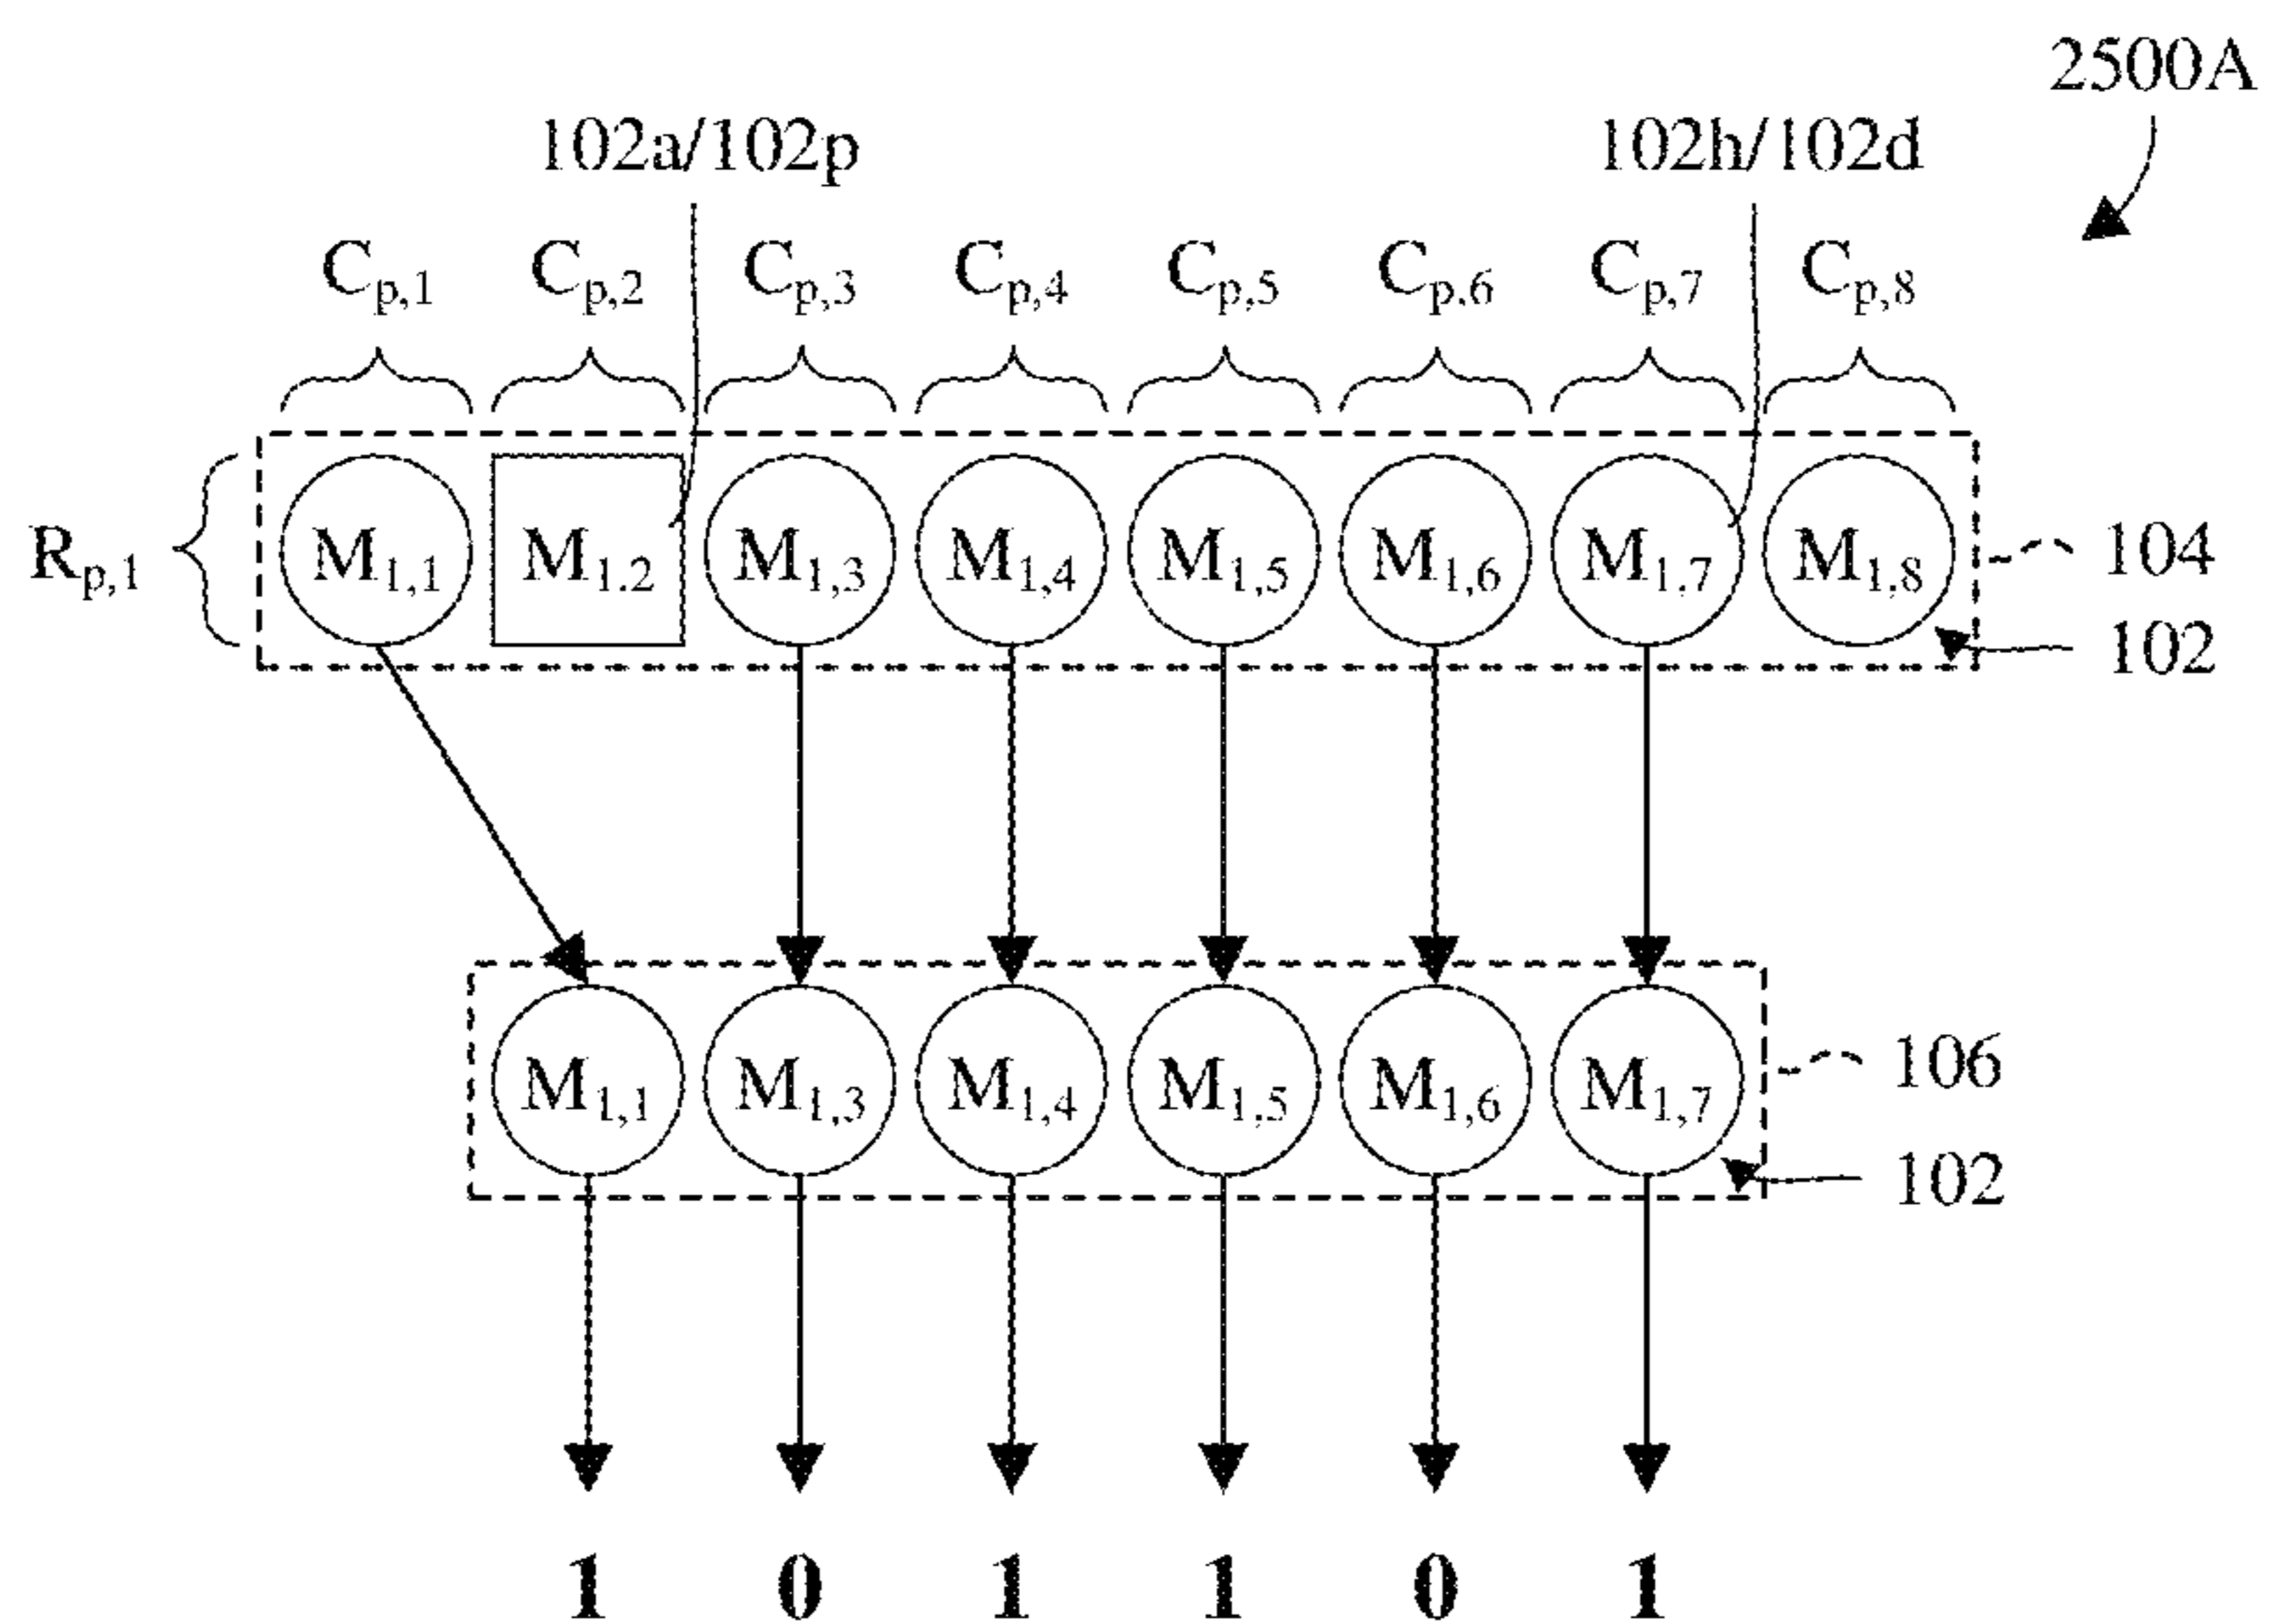 2500A
102a/102p 102h/102d
Cp,1 Cp,2 Cp,3 Cp,4 Cp,5 Cp.6 Cp,7 Cp,8
Rp,1 M1,1 M1.2 M1,3 M1,4 M1,5 M1,6 M1.7 M1.8 104
102
M1,1 M1,3 M1,4 M1,5 M1,6 M1,7 106
102
1 0 1 1 0 1